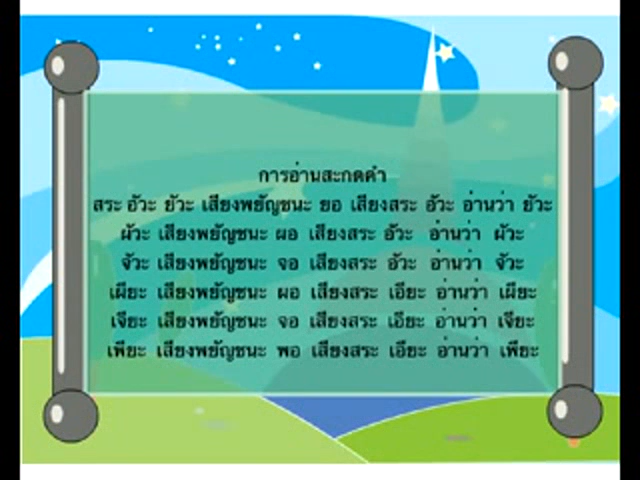 การอ่านสะกดคำ
สระ อัวะ ยัวะ เสียงพยัญชนะ ยอ เสียงสระ อัวะ อ่านว่า ยัวะ
ผัวะ เสียงพยัญชนะ ผอ เสียงสระ อัวะ อ่านว่า ผัวะ
จัวะ เสียงพยัญชนะ จอ เสียงสระ อัวะ อ่านว่า จัวะ
เผียะ เสียงพยัญชนะ ผอ เสียงสระ เอียะ อ่านว่า เผียะ
เจียะ เสียงพยัญชนะ จอ เสียงสระ เอียะ อ่านว่า เจียะ
เพียะ เสียงพยัญชนะ พอ เสียงสระ เอียะ อ่านว่า เพียะ